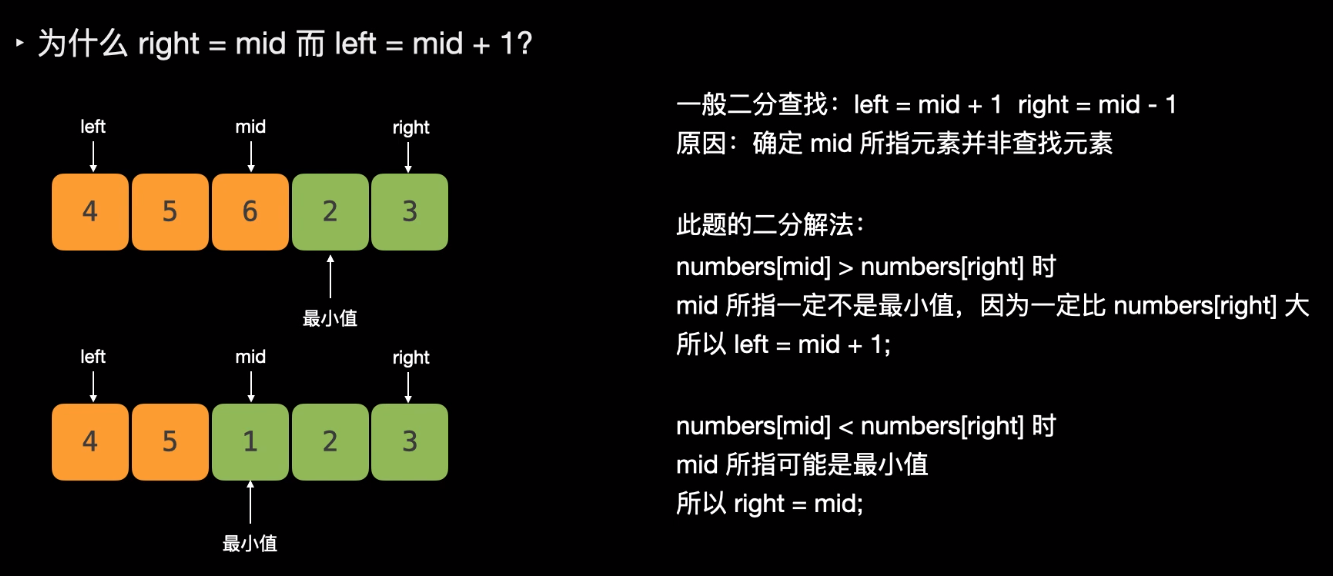 为什么 right = mid 而 left = mid + 1?
left mid right
4 5 6 2 3
最小值
left mid right
4 5 1 2 3
最小值
一般二分查找：left = mid + 1 right = mid - 1
原因：确定 mid 所指元素并非查找元素
此题的二分解法：
numbers[mid] > numbers[right] 时
mid 所指一定不是最小值，因为一定比 numbers[right] 大
所以 left = mid + 1;
numbers[mid] < numbers[right] 时
mid 所指可能是最小值
所以 right = mid;